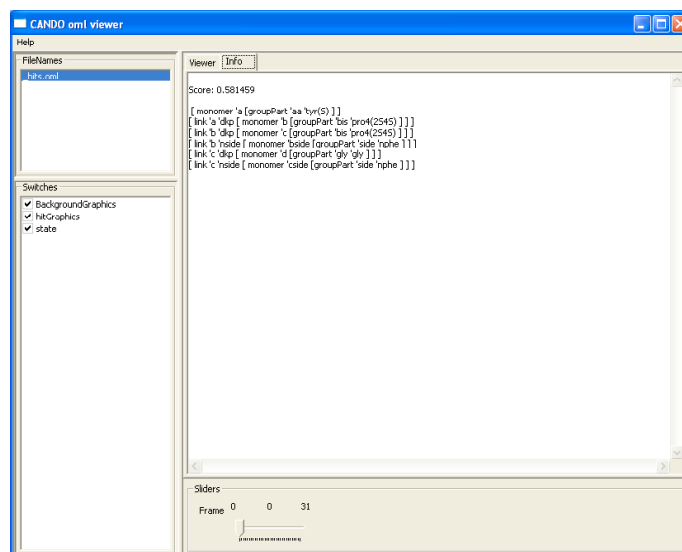 CANDO oml viewer
Help
FileNames
hits.oml
Switches
BackgroundGraphics
hitGraphics
state
Viewer
Info
Score: 0.581459
[ monomer 'a [groupPart 'aa 'tyr(S) ] ]
[ link 'a 'dkp [ monomer 'b [groupPart 'bis 'pro4(2S4S) ] ] ]
[ link 'b 'dkp [ monomer 'c [groupPart 'bis 'pro4(2S4S) ] ] ]
[ link 'b 'nside [ monomer 'bside [groupPart 'side 'nphe ] ] ]
[ link 'c 'dkp [ monomer 'd [groupPart 'gly 'gly ] ] ]
[ link 'c 'nside [ monomer 'cside [groupPart 'side 'nphe ] ] ]
Sliders
Frame 0 0 31